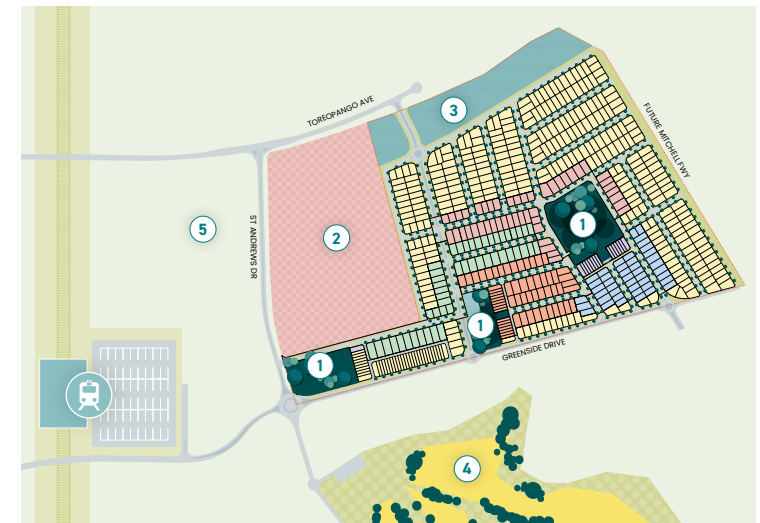 TOREOPANGO AVE
3
FUTURE MITCHELL FWY
5
ST ANDREWS DR
2
1
1
1
GREENSIDE DRIVE
4